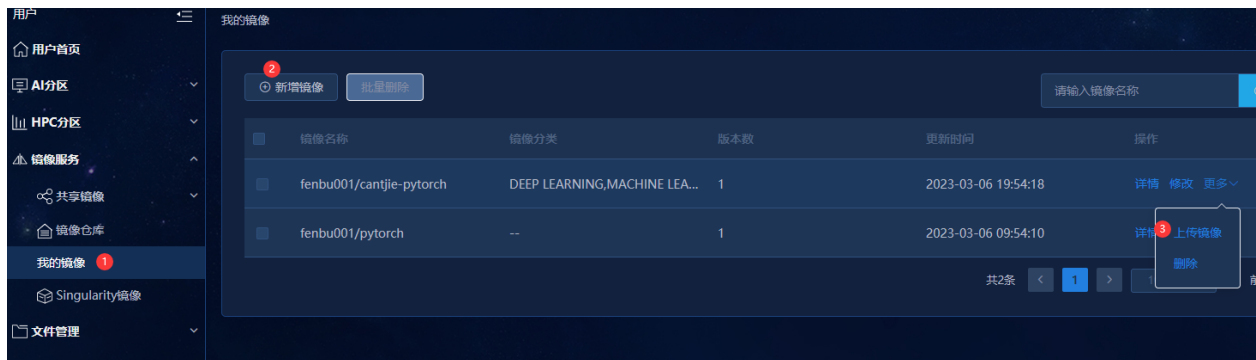 用户
我的镜像
用户首页
2
AI分区
新增镜像 批量删除 请输入镜像名称
HPC分区
镜像名称 镜像分类 版本数 更新时间 操作
镜像服务
fenbu001/cantjie-pytorch DEEP LEARNING,MACHINE LEA... 1 2023-03-06 19:54:18 详情 修改 更多
共享镜像
镜像仓库
fenbu001/pytorch -- 1 2023-03-06 09:54:10 详情 3 上传镜像
我的镜像 1
删除
共2条 < 1 >
Singularity镜像
文件管理